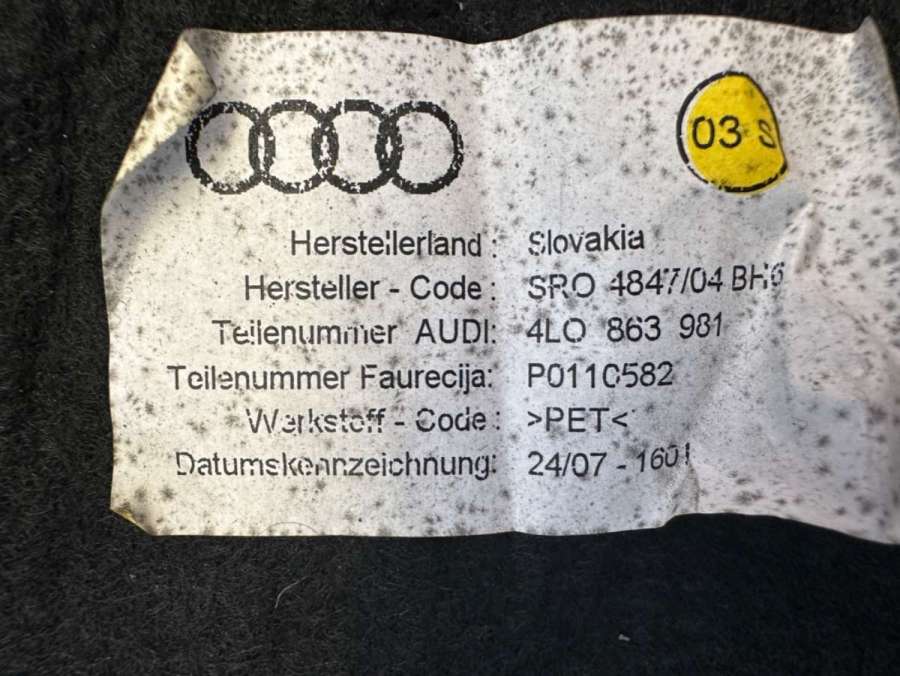 03 S
Herstellerland : Slovakia
Hersteller - Code : SRO 4847/04 BH6
Teilenummer AUDI: 4LO 863 981
Teilenummer Faurecija: P0110582
Werkstoff - Code : >PET<
Datumskennzeichnung: 24/07 - 1601